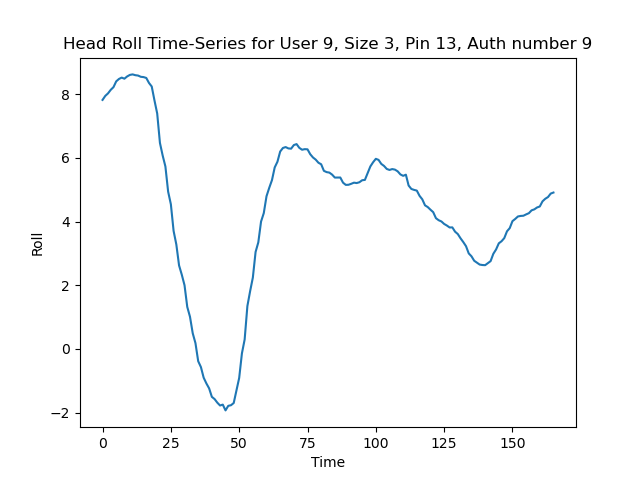 Head Roll Time-Series for User 9, Size 3, Pin 13, Auth number 9
8
6
4
2
0
−2
Roll
0 25 50 75 100 125 150
Time